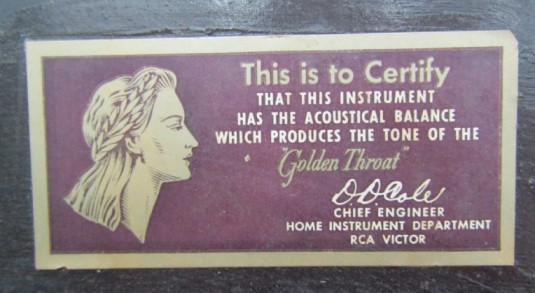 This is to Certify
THAT THIS INSTRUMENT
HAS THE ACOUSTICAL BALANCE
WHICH PRODUCES THE TONE OF THE
"Golden Throat"
D.D. Cole
CHIEF ENGINEER
HOME INSTRUMENT DEPARTMENT
RCA VICTOR